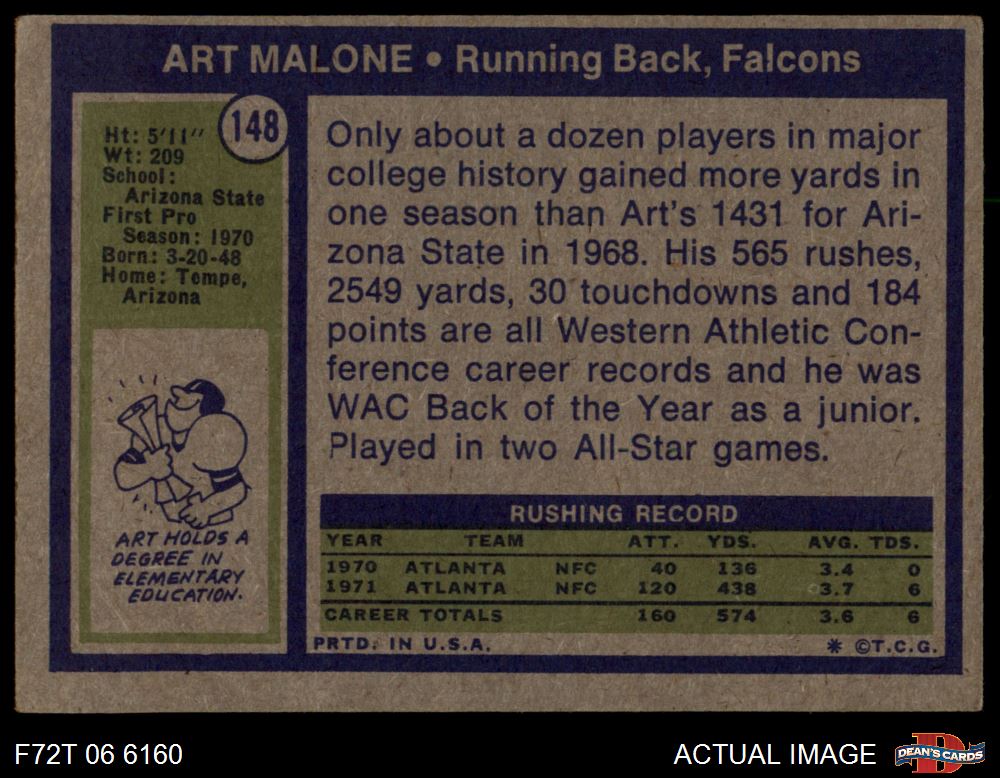 ART MALONE • Running Back, Falcons
148
Ht: 5'11"
Wt: 209
School:
Arizona State
First Pro
Season: 1970
Born: 3-20-48
Home: Tempe,
Arizona
ART HOLDS A
DEGREE IN
ELEMENTARY
EDUCATION.
Only about a dozen players in major
college history gained more yards in
one season than Art's 1431 for Ari-
zona State in 1968. His 565 rushes,
2549 yards, 30 touchdowns and 184
points are all Western Athletic Con-
ference career records and he was
WAC Back of the Year as a junior.
Played in two All-Star games.
RUSHING RECORD
YEAR TEAM ATT. YDS. AVG. TDS.
1970 ATLANTA NFC 40 136 3.4 0
1971 ATLANTA NFC 120 438 3.7 6
CAREER TOTALS 160 574 3.6 6
PRTD. IN U.S.A. * ©T.C.G.
F72T 06 6160
ACTUAL IMAGE
D
DEAN'S CARDS